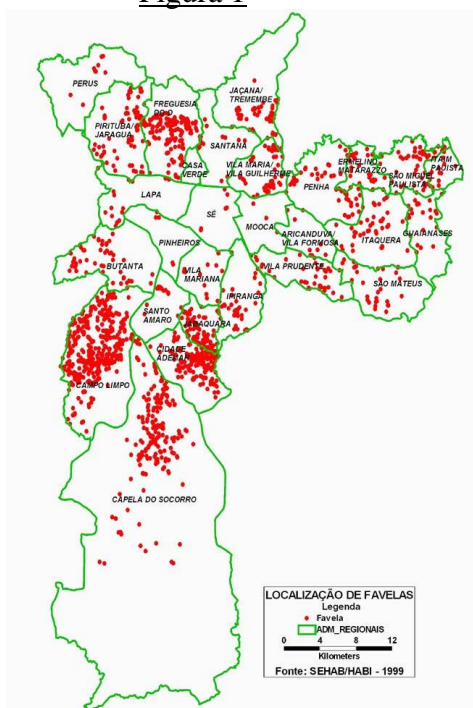 Figura 1
PERUS
JAÇANA/
TREMEMBE
PIRITUBA/
JARAGUA
FREGUESIA
DO O
SANTANA
CASA
VERDE
VILA MARIA/
VILA GUILHERME
ERMELINO
MATARAZZO
PENHA
SÃO MIGUEL
PAULISTA
ITAIM
PAULISTA
LAPA
SÉ
MOOCA
ARICANDUVA/
VILA FORMOSA
ITAQUERA
GUAIANASES
PINHEIROS
BUTANTA
VILA
MARIANA
VILA PRUDENTE
SÃO MATEUS
IPIRANGA
SANTO
AMARO
JABAQUARA
CIDADE
ADEMAR
CAMPO LIMPO
CAPELA DO SOCORRO
LOCALIZAÇÃO DE FAVELAS
Legenda
Favela
ADM_REGIONAIS
0 4 8 12
Kilometers
Fonte: SEHAB/HABI - 1999